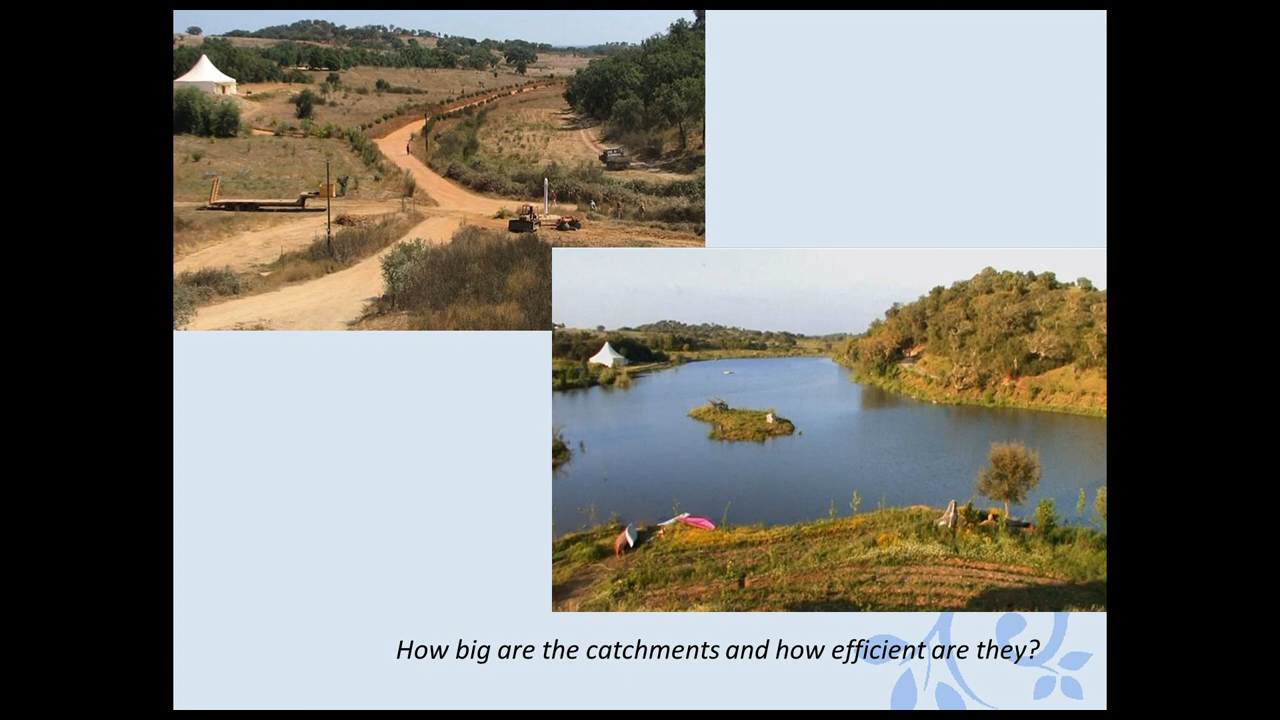 How big are the catchments and how efficient are they?